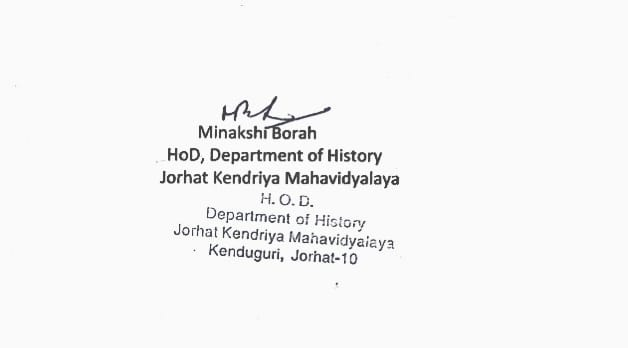 Minakshi Borah
HoD, Department of History
Jorhat Kendriya Mahavidyalaya
H. O. D.
Department of History
Jorhat Kendriya Mahavidyalaya
Kenduguri, Jorhat-10